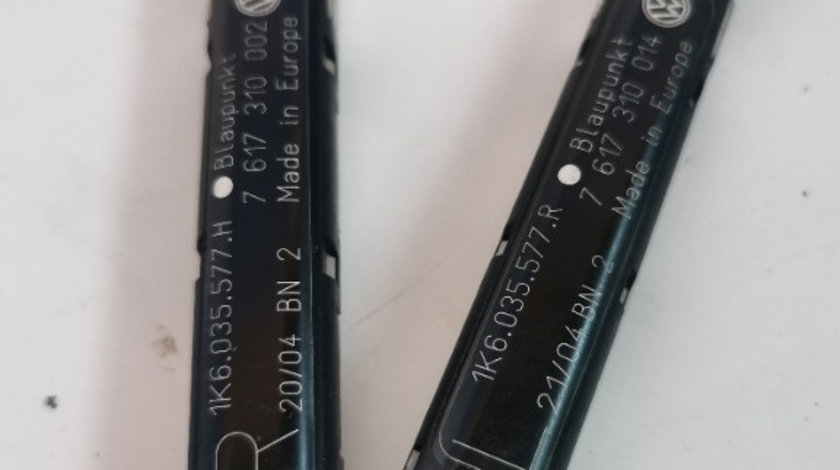 1K6.035.577.H Blaupunkt
7 617 310 002
20/04 BN 2 Made in Europe
R
1K6.035.577.R Blaupunkt
7 617 310 014
21/04 BN 2 Made in Europe